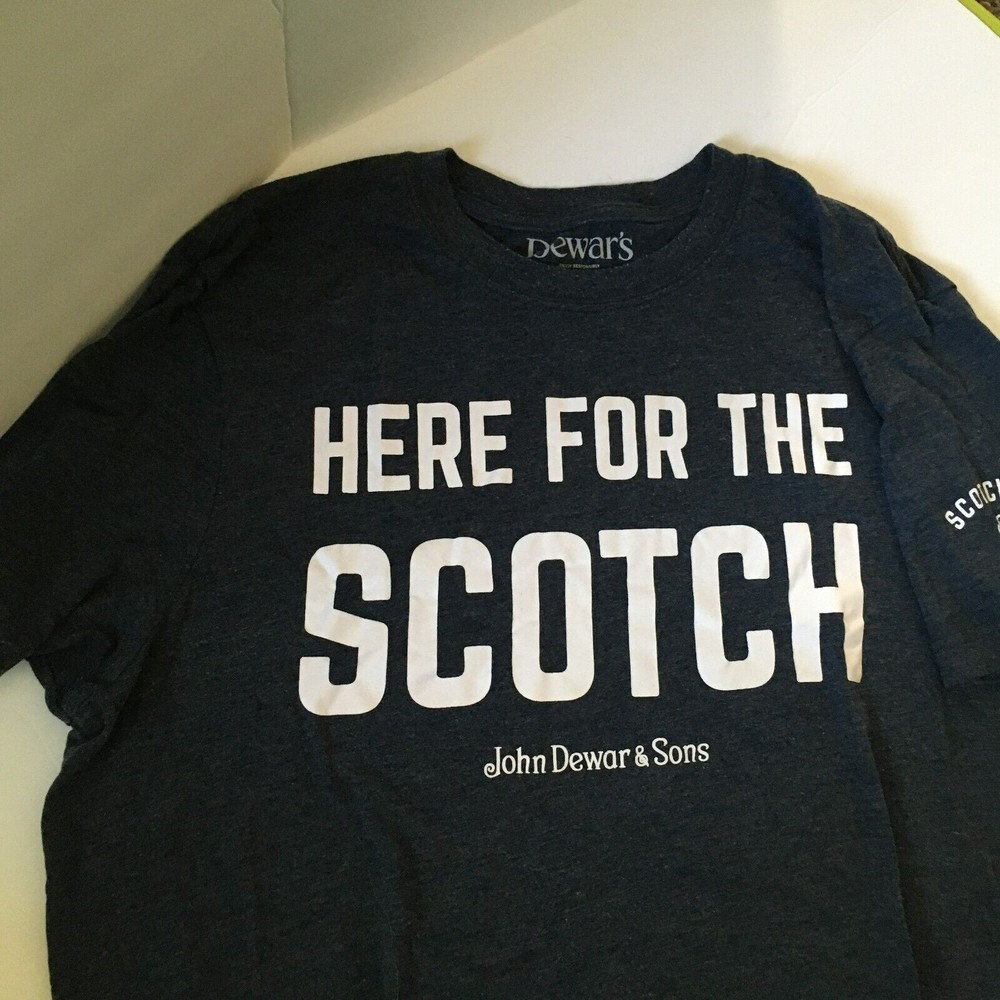 Dewar's
HERE FOR THE
SCOTCH
John Dewar & Sons